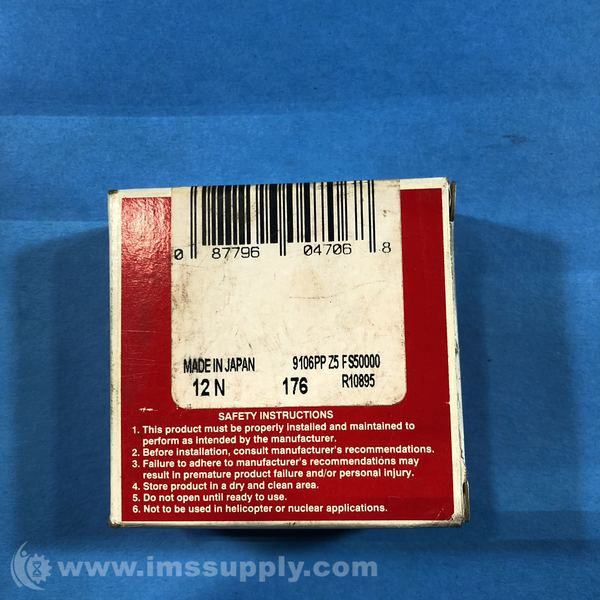 0 87796 04706 8
MADE IN JAPAN 9106PP Z5 FS50000
12 N 176 R10895
SAFETY INSTRUCTIONS
1. This product must be properly installed and maintained to
perform as intended by the manufacturer.
2. Before installation, consult manufacturer's recommendations.
3. Failure to adhere to manufacturer's recommendations may
result in premature product failure and/or personal injury.
4. Store product in a dry and clean area.
5. Do not open until ready to use.
6. Not to be used in helicopter or nuclear applications.
www.imssupply.com